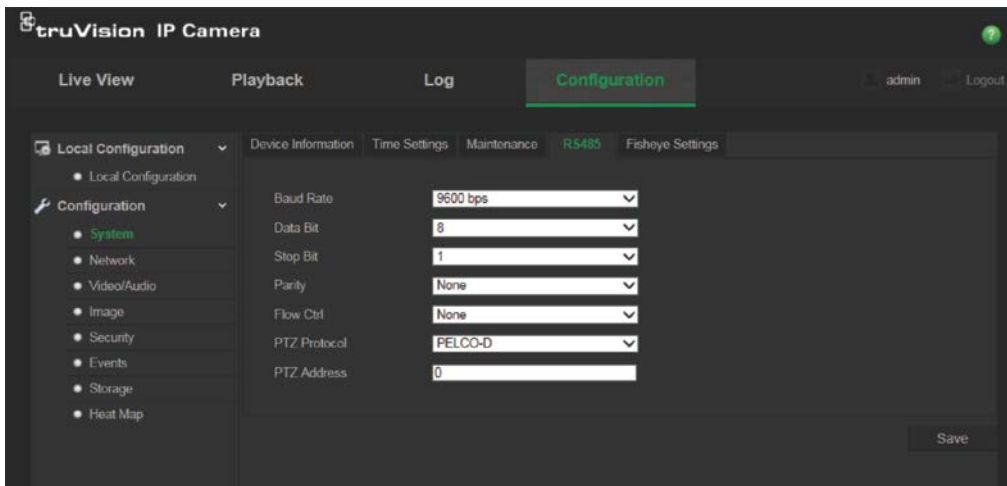 truVision IP Camera
?
Live View Playback Log Configuration admin Logout
Device Information Time Settings Maintenance RS485 Fisheye Settings
Local Configuration
Local Configuration
Configuration
System
Network
Video/Audio
Image
Security
Events
Storage
Heat Map
Baud Rate 9600 bps
Data Bit 8
Stop Bit 1
Parity None
Flow Ctrl None
PTZ Protocol PELCO-D
PTZ Address 0
Save